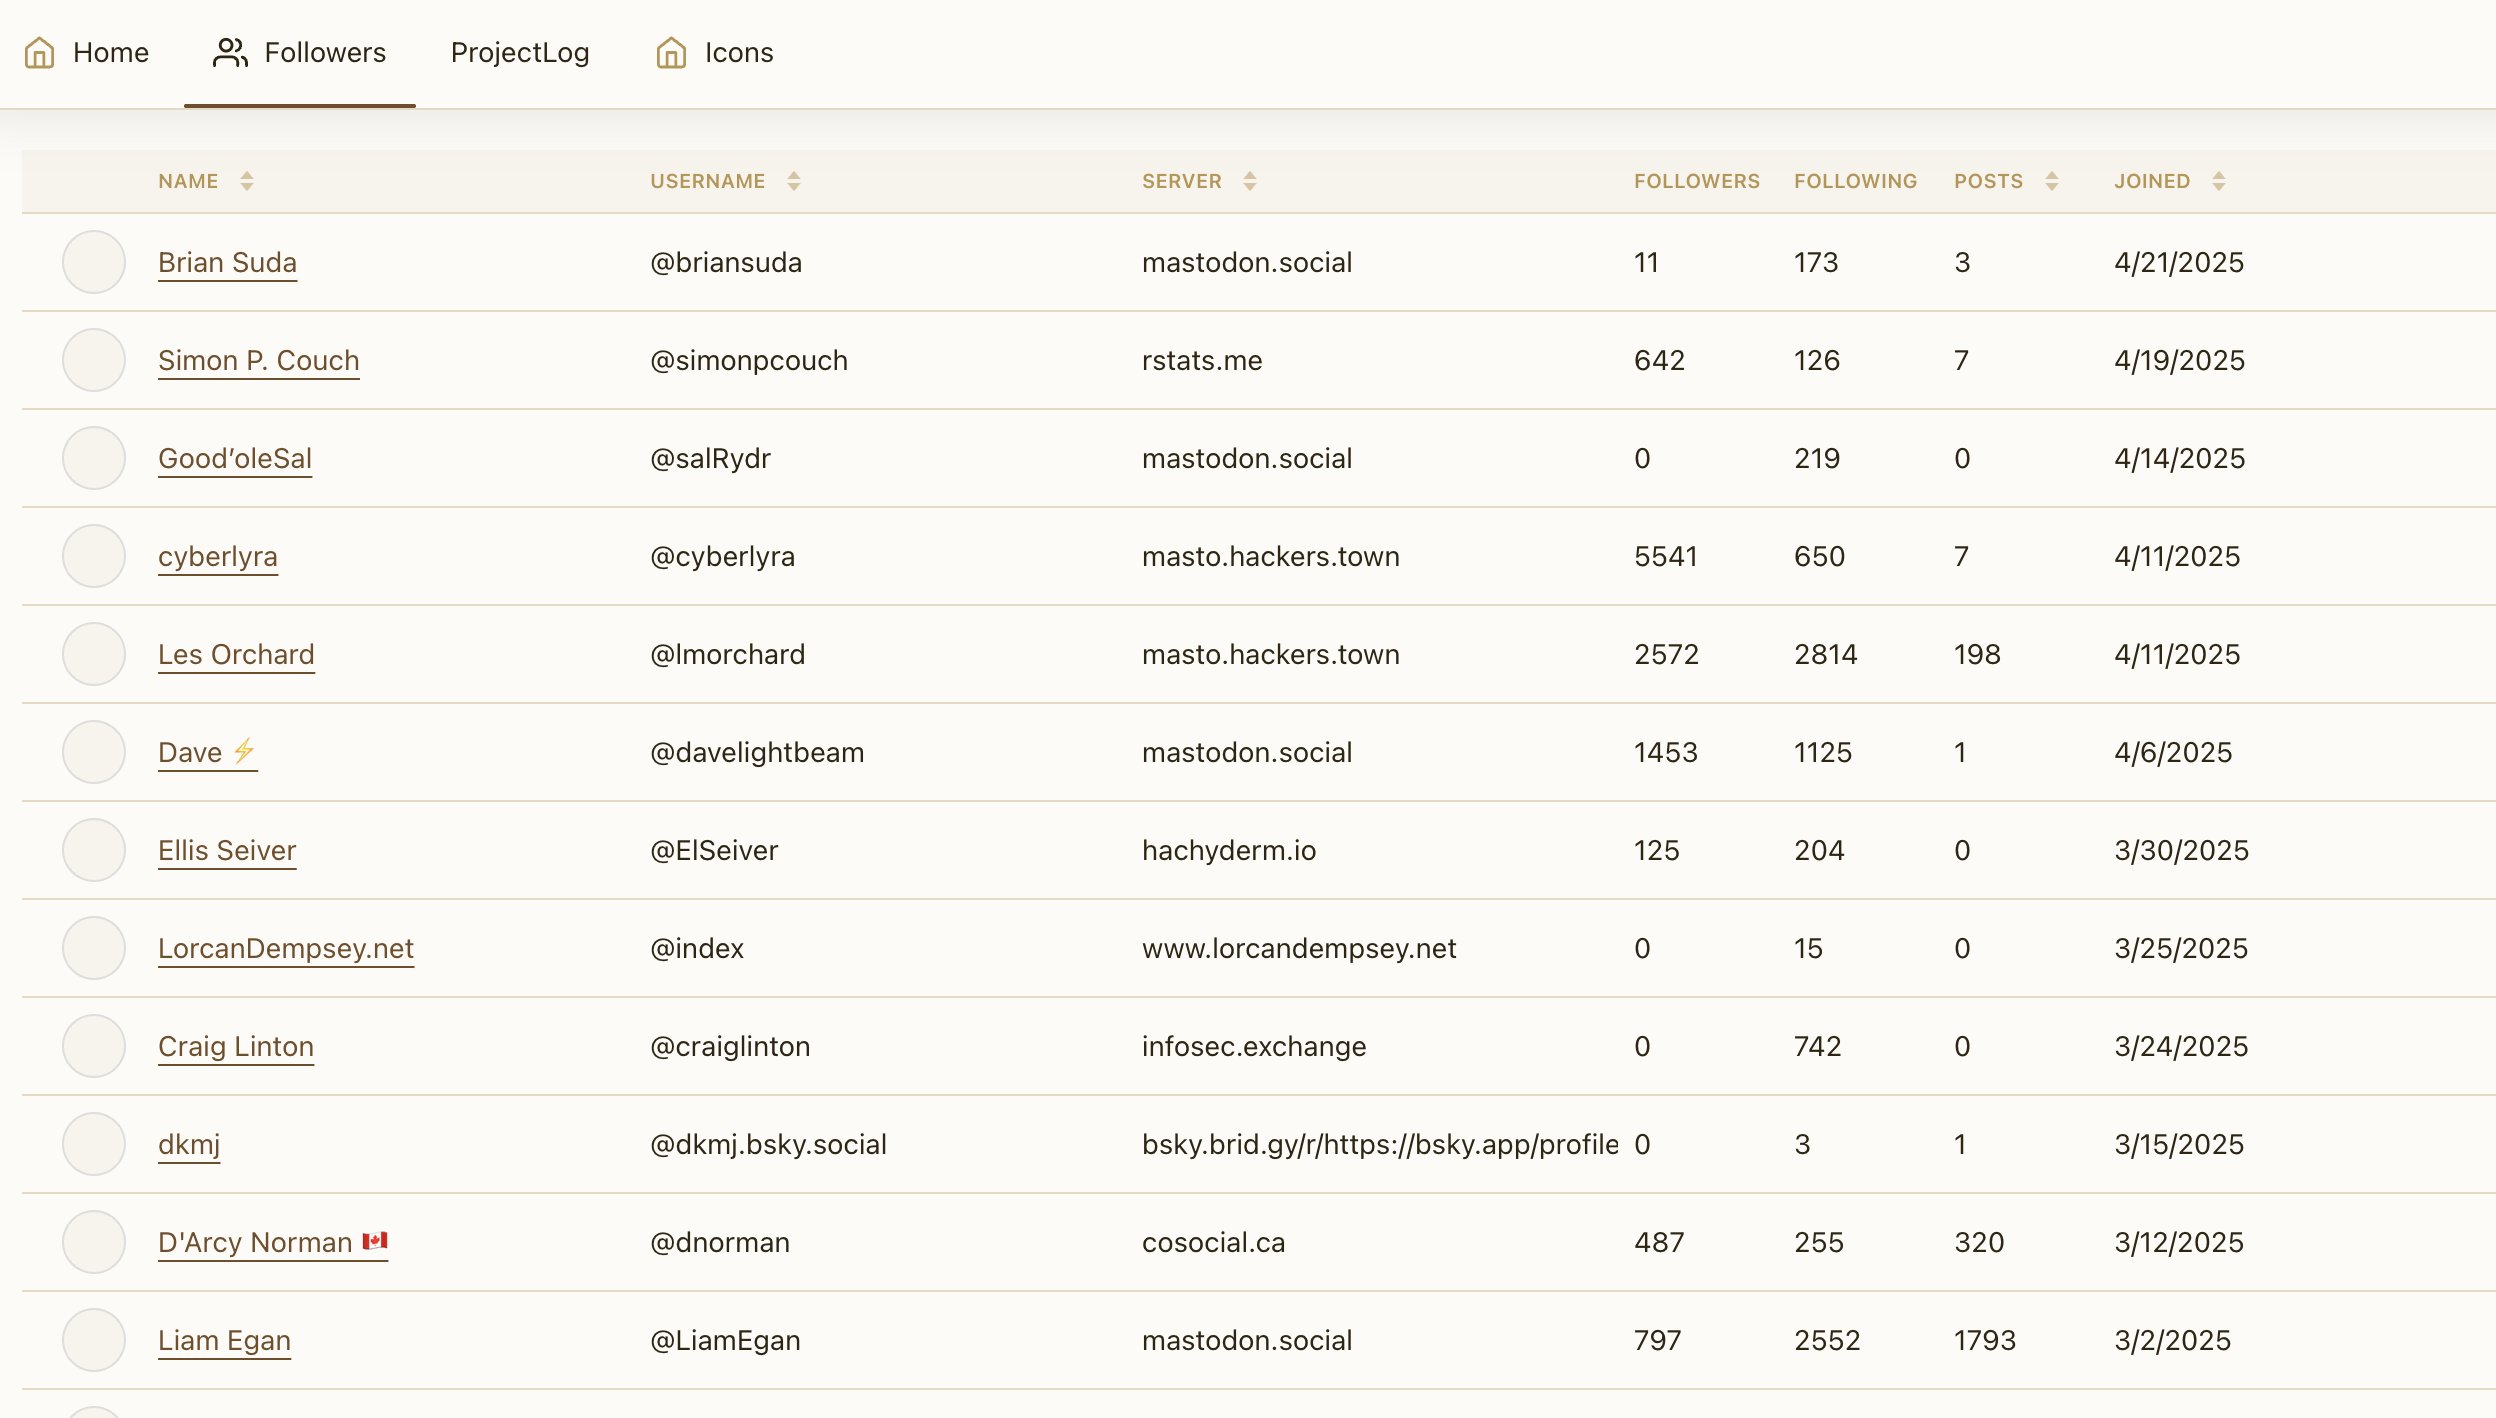 Home Followers ProjectLog Icons
NAME USERNAME SERVER FOLLOWERS FOLLOWING POSTS JOINED
Brian Suda @briansuda mastodon.social 11 173 3 4/21/2025
Simon P. Couch @simonpcouch rstats.me 642 126 7 4/19/2025
Good’oleSal @salRydr mastodon.social 0 219 0 4/14/2025
cyberlyra @cyberlyra masto.hackers.town 5541 650 7 4/11/2025
Les Orchard @lmorchard masto.hackers.town 2572 2814 198 4/11/2025
Dave ⚡ @davelightbeam mastodon.social 1453 1125 1 4/6/2025
Ellis Seiver @ElSeiver hachyderm.io 125 204 0 3/30/2025
LorcanDempsey.net @index www.lorcandempsey.net 0 15 0 3/25/2025
Craig Linton @craiglinton infosec.exchange 0 742 0 3/24/2025
dkmj @dkmj.bsky.social bsky.brid.gy/r/https://bsky.app/profile 0 3 1 3/15/2025
D'Arcy Norman 🇨🇦 @dnorman cosocial.ca 487 255 320 3/12/2025
Liam Egan @LiamEgan mastodon.social 797 2552 1793 3/2/2025